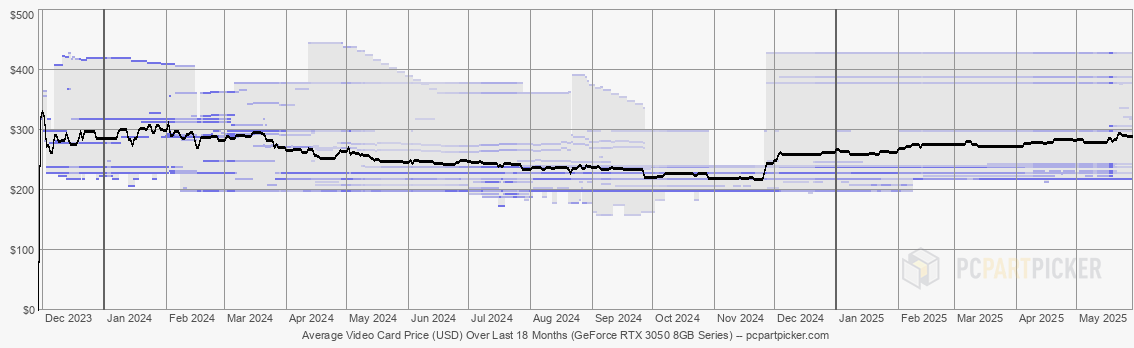 $500
$400
$300
$200
$100
$0
Dec 2023 Jan 2024 Feb 2024 Mar 2024 Apr 2024 May 2024 Jun 2024 Jul 2024 Aug 2024 Sep 2024 Oct 2024 Nov 2024 Dec 2024 Jan 2025 Feb 2025 Mar 2025 Apr 2025 May 2025
PCPARTPICKER
Average Video Card Price (USD) Over Last 18 Months (GeForce RTX 3050 8GB Series) -- pcpartpicker.com